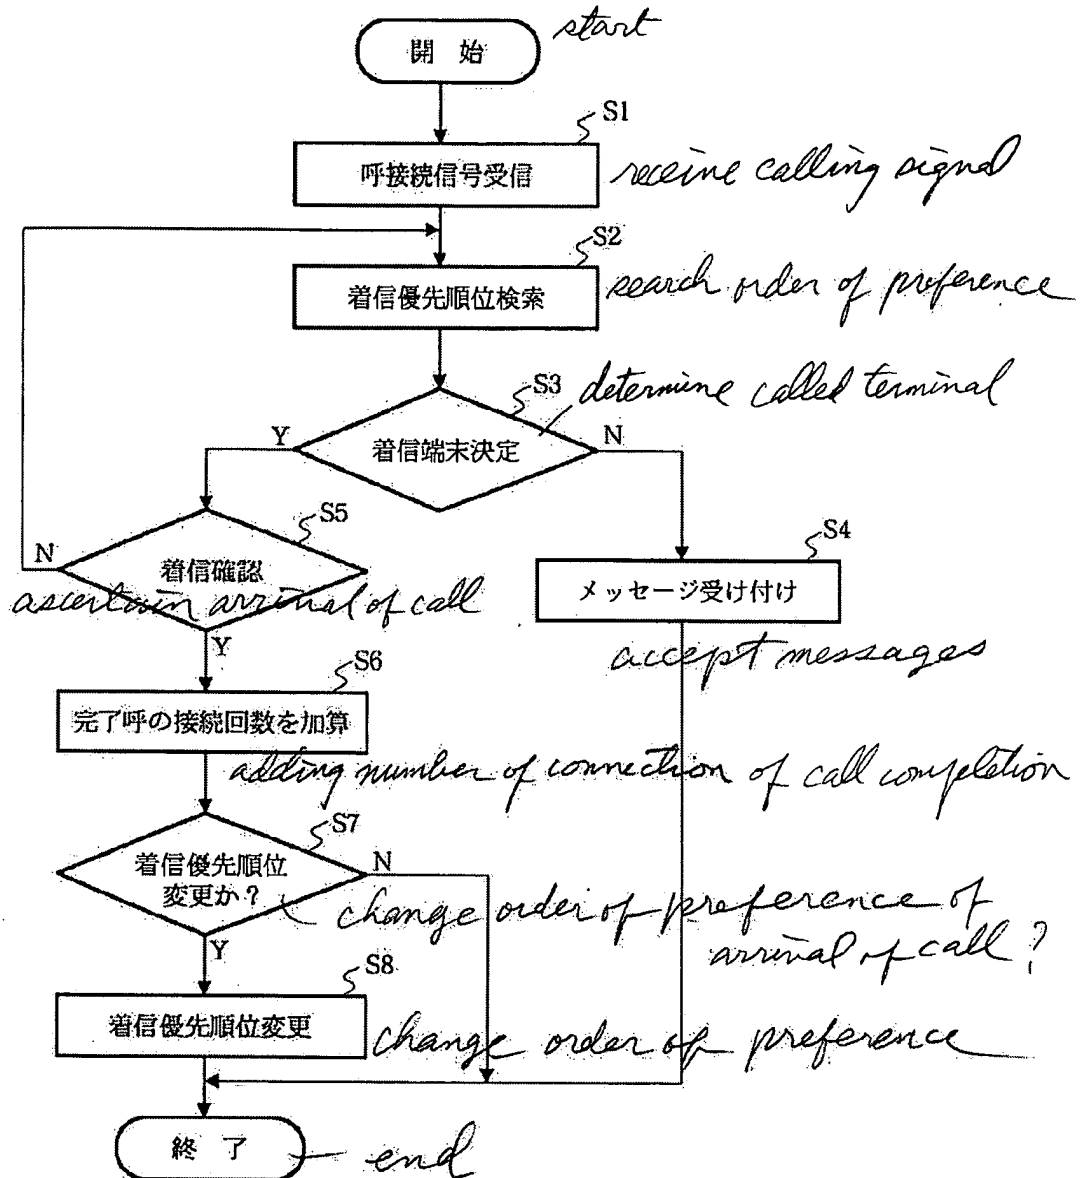 開 始 start
S1
呼接続信号受信 receive calling signal
S2
着信優先順位検索 search order of preference
S3 determine called terminal
Y 着信端末決定 N
S5
N 着信確認
ascertain arrival of call
Y
S4
メッセージ受け付け
accept messages
S6
完了呼の接続回数を加算
adding number of connection of call completion
S7
着信優先順位 N
変更か？ change order of preference of
arrival of call ?
Y
S8
着信優先順位変更 change order of preference
終 了 end